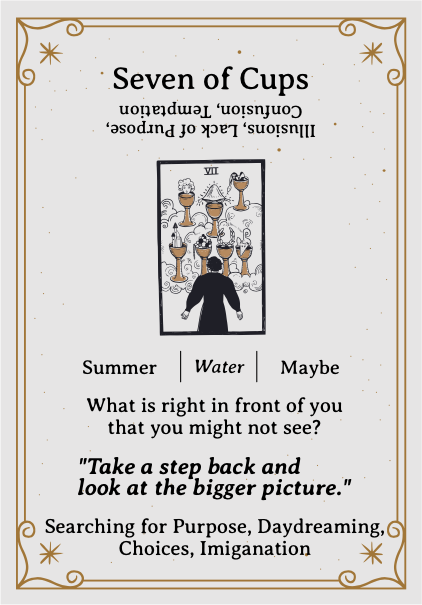 Seven of Cups
Illusions, Lack of Purpose,
Confusion, Temptation
VII
Summer | Water | Maybe
What is right in front of you
that you might not see?
"Take a step back and
look at the bigger picture."
Searching for Purpose, Daydreaming,
Choices, Imiganation